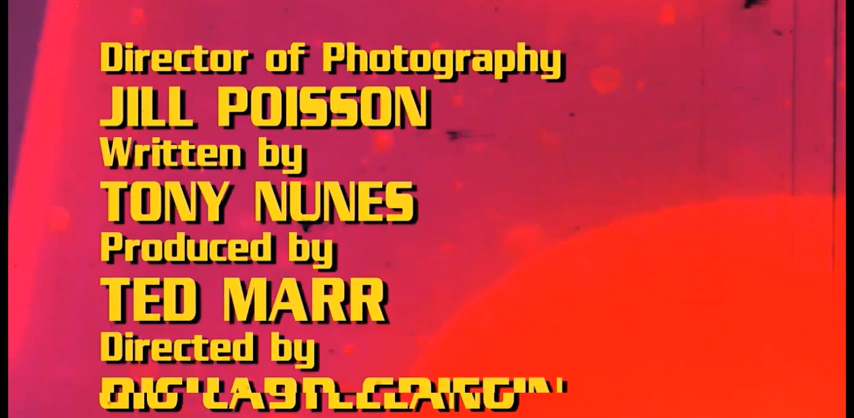 Director of Photography
JILL POISSON
Written by
TONY NUNES
Produced by
TED MARR
Directed by